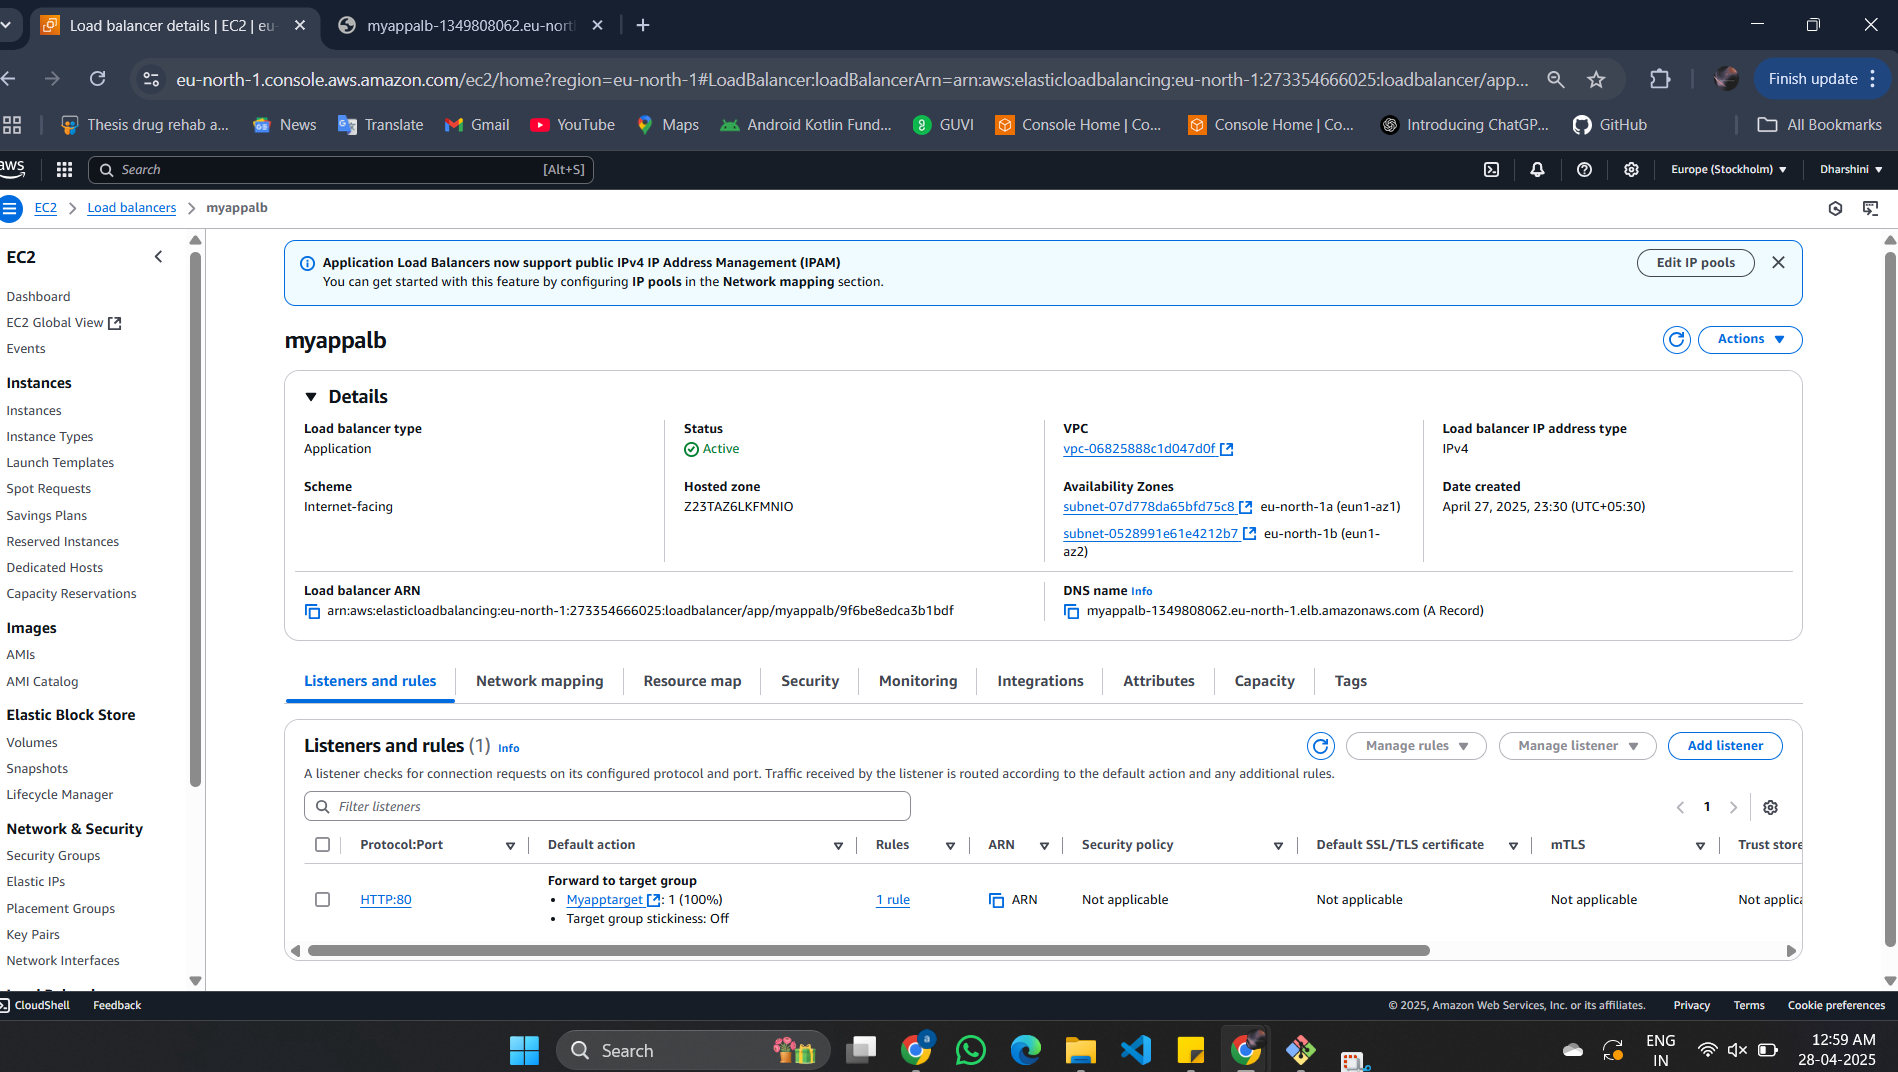 Load balancer details | EC2 | eu-
myappalb-1349808062.eu-nort
eu-north-1.console.aws.amazon.com/ec2/home?region=eu-north-1#LoadBalancer:loadBalancerArn=arn:aws:elasticloadbalancing:eu-north-1:273354666025:loadbalancer/app...
Finish update
Thesis drug rehab a...
News
Translate
Gmail
YouTube
Maps
Android Kotlin Fund...
GUVI
Console Home | Co...
Console Home | Co...
Introducing ChatGP...
GitHub
All Bookmarks
aws
Search
[Alt+S]
Europe (Stockholm)
Dharshini
EC2
Load balancers
myappalb
EC2
Dashboard
EC2 Global View
Events
Instances
Instances
Instance Types
Launch Templates
Spot Requests
Savings Plans
Reserved Instances
Dedicated Hosts
Capacity Reservations
Images
AMIs
AMI Catalog
Elastic Block Store
Volumes
Snapshots
Lifecycle Manager
Network & Security
Security Groups
Elastic IPs
Placement Groups
Key Pairs
Network Interfaces
Application Load Balancers now support public IPv4 IP Address Management (IPAM)
You can get started with this feature by configuring IP pools in the Network mapping section.
Edit IP pools
myappalb
Actions
Details
Load balancer type
Application
Status
Active
VPC
vpc-06825888c1d047d0f
Load balancer IP address type
IPv4
Scheme
Internet-facing
Hosted zone
Z23TAZ6LKFMNIO
Availability Zones
subnet-07d778da65bfd75c8 eu-north-1a (eun1-az1)
subnet-0528991e61e4212b7 eu-north-1b (eun1-
az2)
Date created
April 27, 2025, 23:30 (UTC+05:30)
Load balancer ARN
arn:aws:elasticloadbalancing:eu-north-1:273354666025:loadbalancer/app/myappalb/9f6be8edca3b1bdf
DNS name Info
myappalb-1349808062.eu-north-1.elb.amazonaws.com (A Record)
Listeners and rules
Network mapping
Resource map
Security
Monitoring
Integrations
Attributes
Capacity
Tags
Listeners and rules (1) Info
Manage rules
Manage listener
Add listener
A listener checks for connection requests on its configured protocol and port. Traffic received by the listener is routed according to the default action and any additional rules.
Filter listeners
1
Protocol:Port
Default action
Rules
ARN
Security policy
Default SSL/TLS certificate
mTLS
Trust store
HTTP:80
Forward to target group
• Myapptarget : 1 (100%)
• Target group stickiness: Off
1 rule
ARN
Not applicable
Not applicable
Not applicable
Not applica
CloudShell
Feedback
© 2025, Amazon Web Services, Inc. or its affiliates.
Privacy
Terms
Cookie preferences
Search
ENG
IN
12:59 AM
28-04-2025